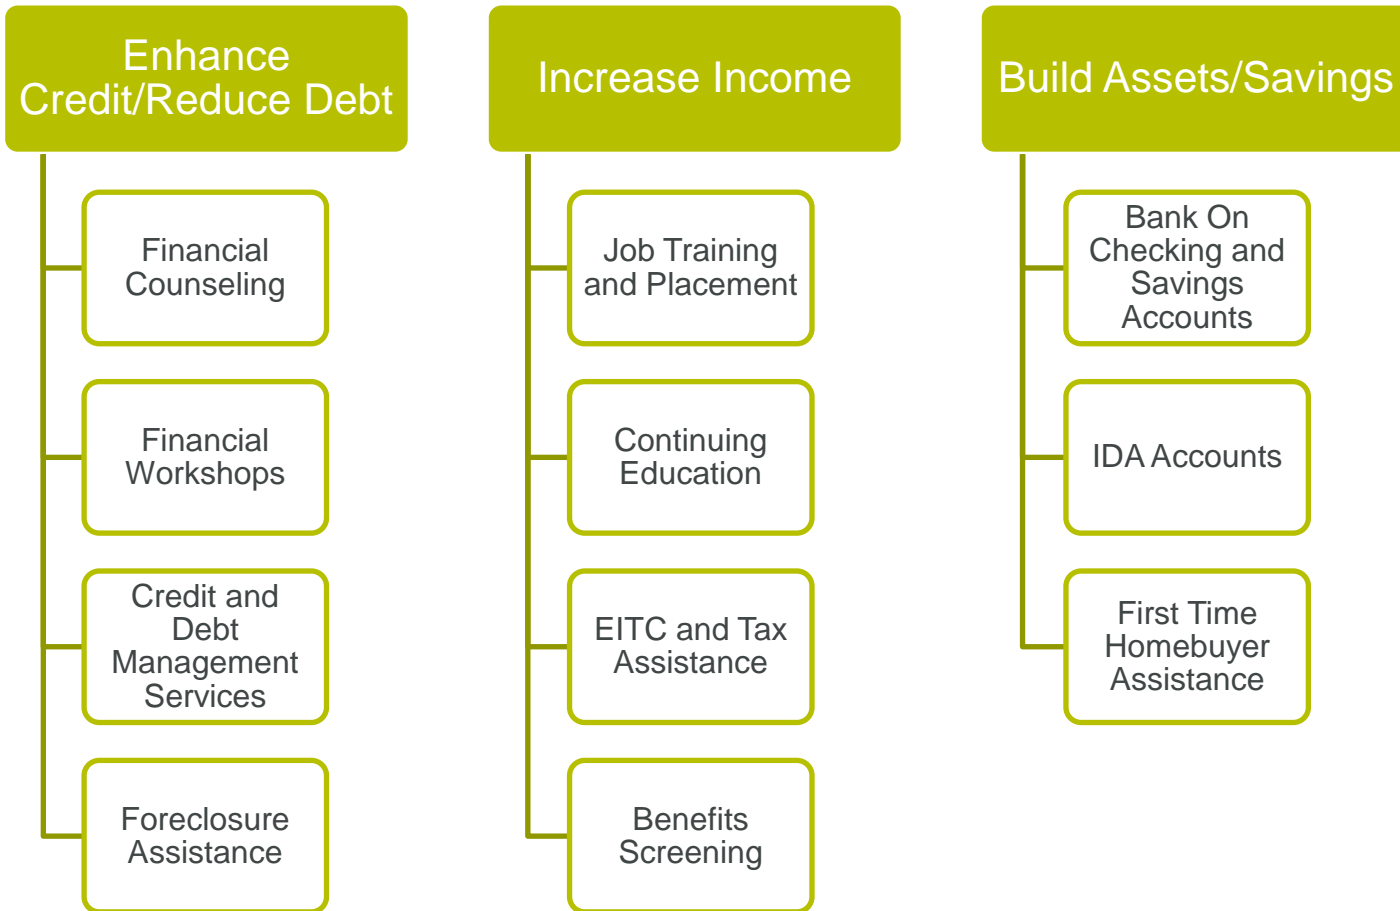 Enhance
Credit/Reduce Debt
Financial
Counseling
Financial
Workshops
Credit and
Debt
Management
Services
Foreclosure
Assistance
Increase Income
Job Training
and Placement
Continuing
Education
EITC and Tax
Assistance
Benefits
Screening
Build Assets/Savings
Bank On
Checking and
Savings
Accounts
IDA Accounts
First Time
Homebuyer
Assistance